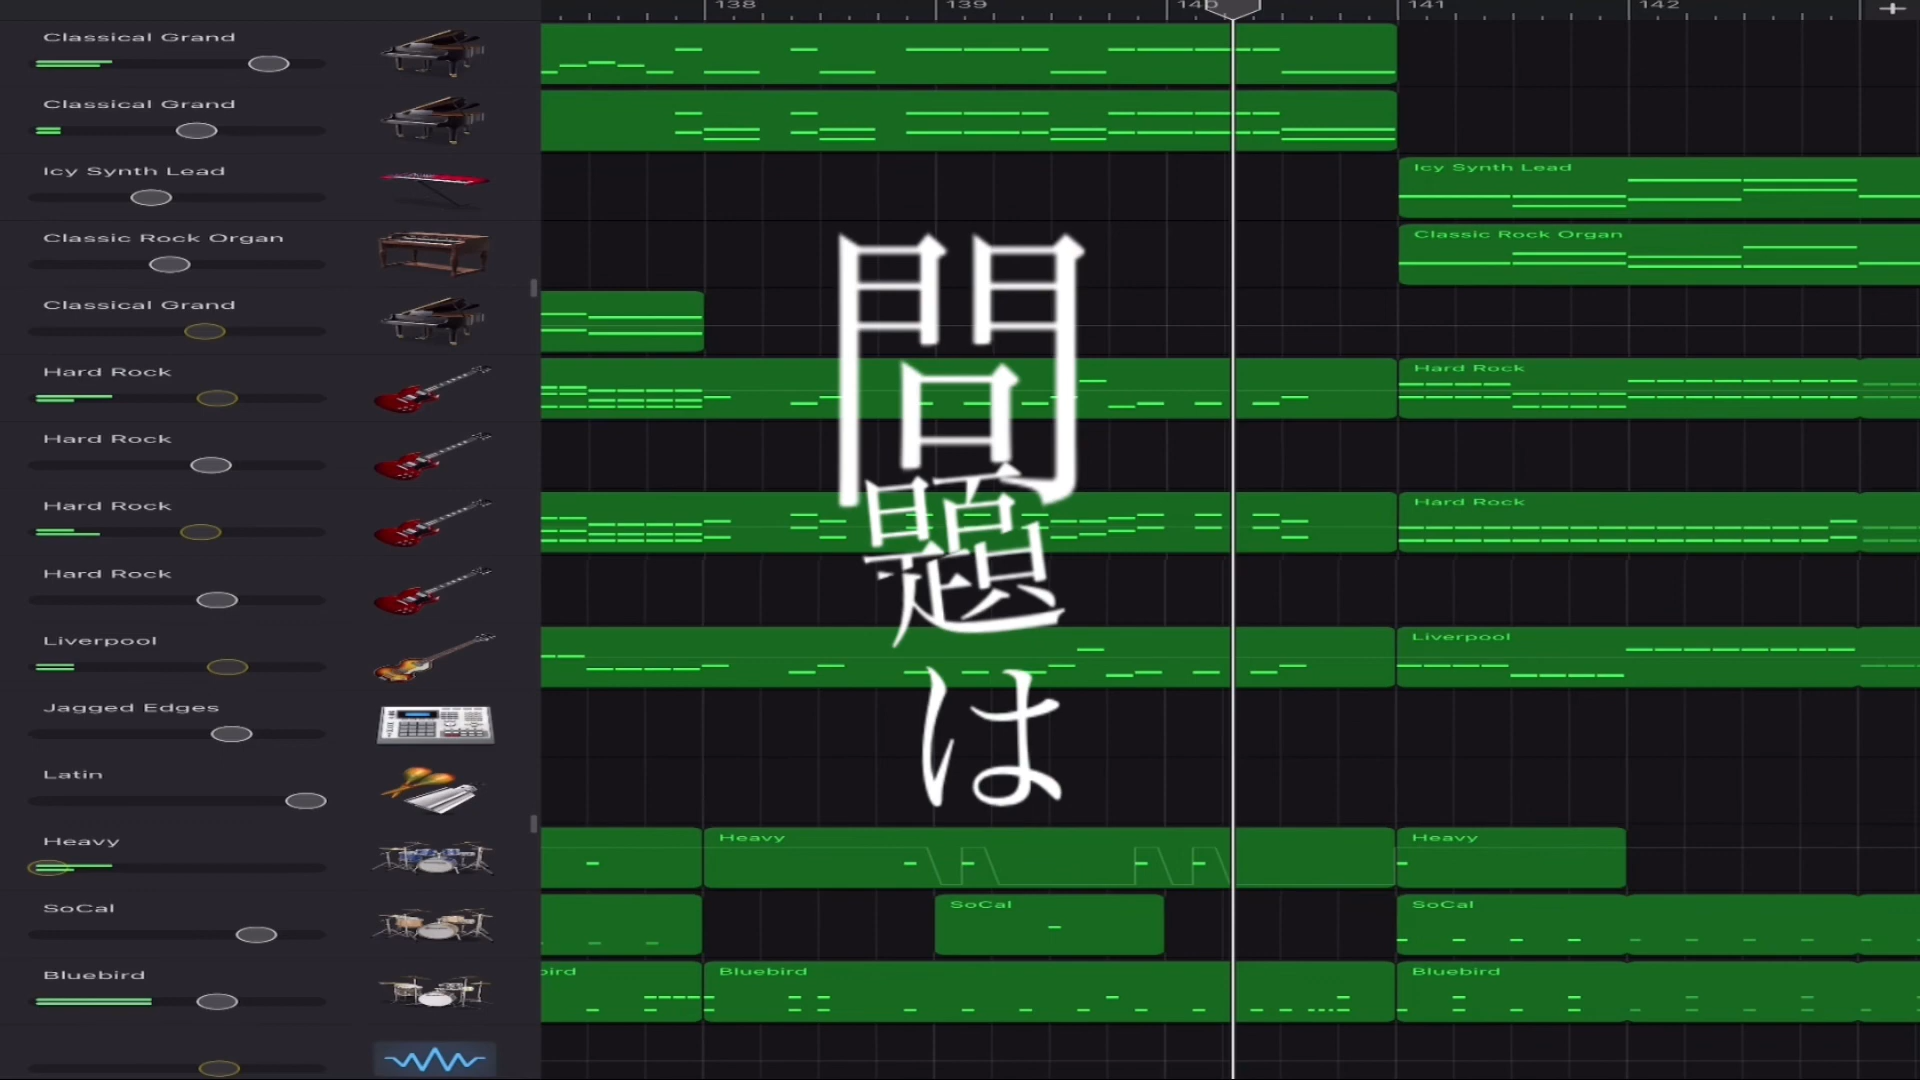 138 139 140 141 142
Classical Grand
Classical Grand
Icy Synth Lead
Icy Synth Lead
Classic Rock Organ
Classic Rock Organ
Classical Grand
Hard Rock
Hard Rock
Hard Rock
Hard Rock
Hard Rock
Hard Rock
Liverpool
Liverpool
Jagged Edges
Latin
Heavy
Heavy
Heavy
SoCal
SoCal
SoCal
Bluebird
bird
Bluebird
Bluebird
問題は